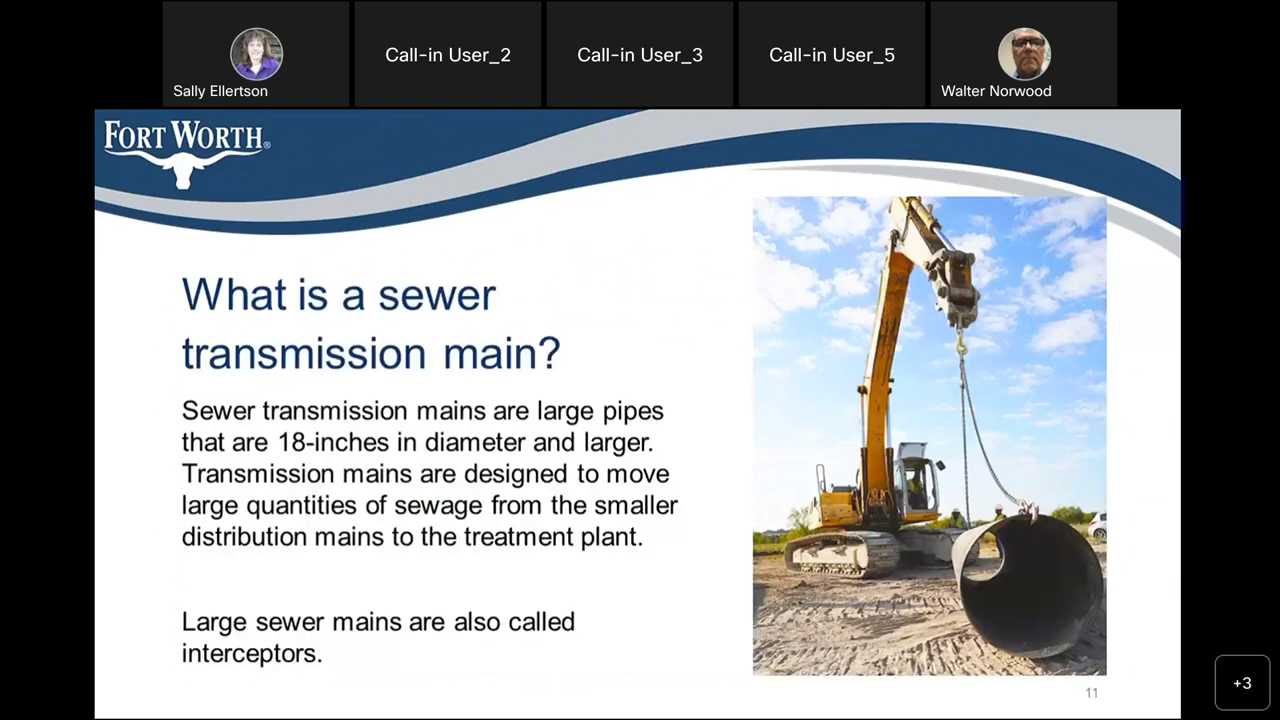 Call-in User_2
Call-in User_3
Call-in User_5
Sally Ellertson
Walter Norwood
FORT WORTH®
What is a sewer
transmission main?
Sewer transmission mains are large pipes
that are 18-inches in diameter and larger.
Transmission mains are designed to move
large quantities of sewage from the smaller
distribution mains to the treatment plant.
Large sewer mains are also called
interceptors.
11
+3